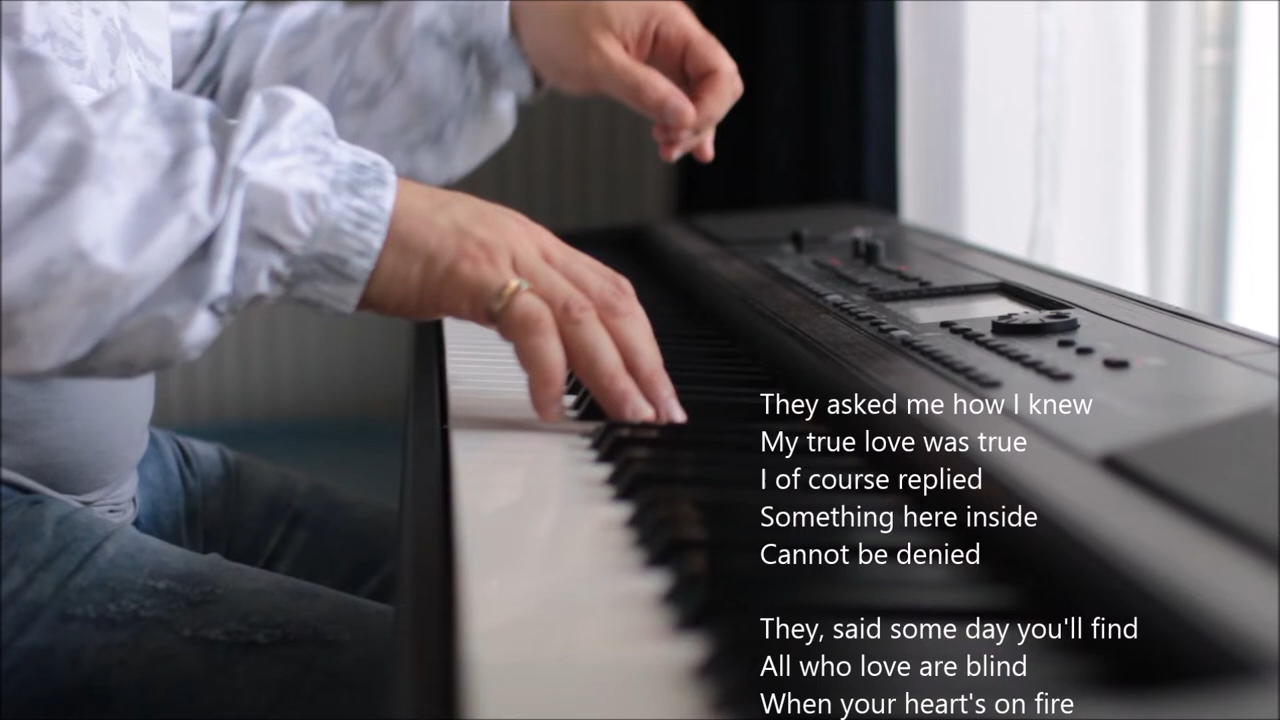 They asked me how I knew
My true love was true
I of course replied
Something here inside
Cannot be denied

They, said some day you'll find
All who love are blind
When your heart's on fire